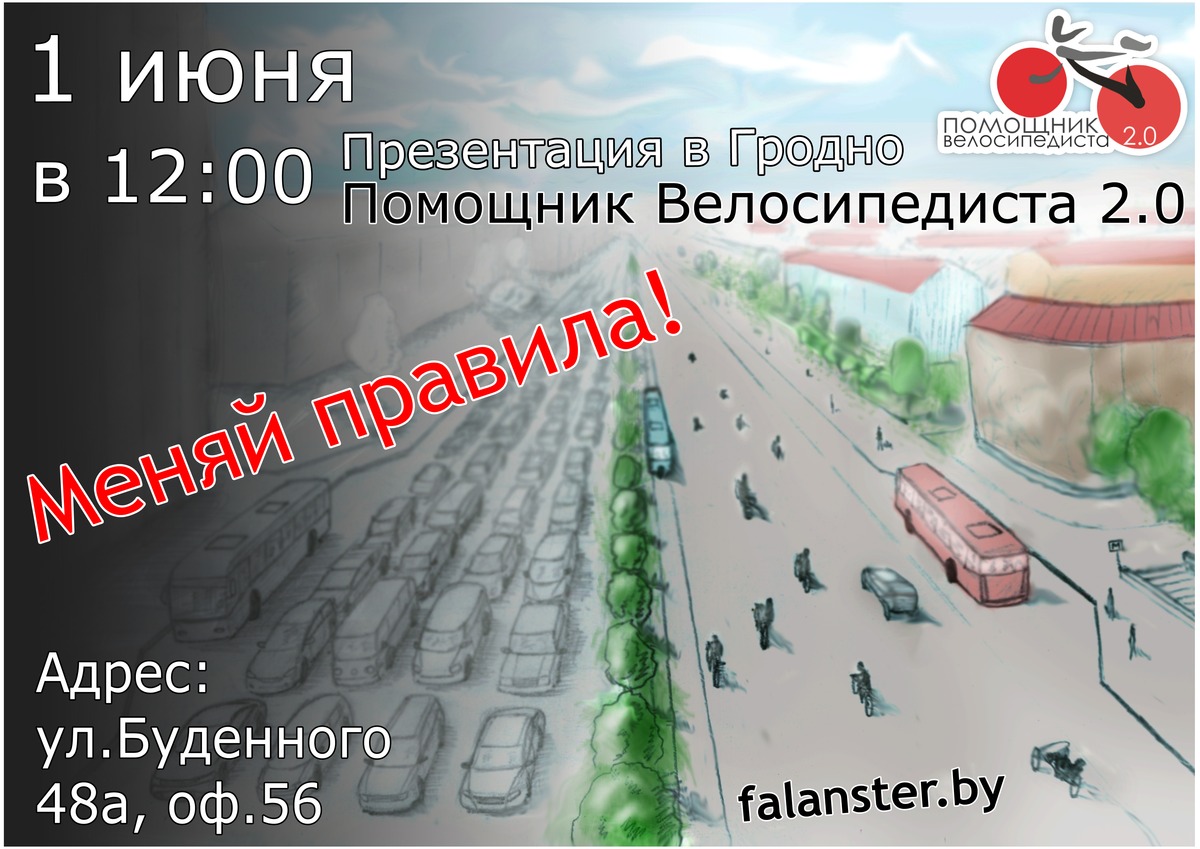 1 июня
в 12:00
Презентация в Гродно
Помощник Велосипедиста 2.0
ПОМОЩНИК
велосипедиста 2.0
Меняй правила!
Адрес:
ул.Буденного
48а, оф.56
falanster.by
М